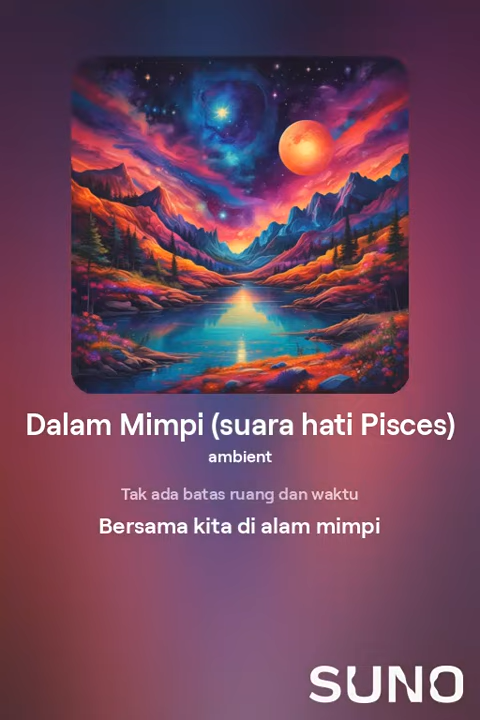 Dalam Mimpi (suara hati Pisces)
ambient
Tak ada batas ruang dan waktu
Bersama kita di alam mimpi
SUNO